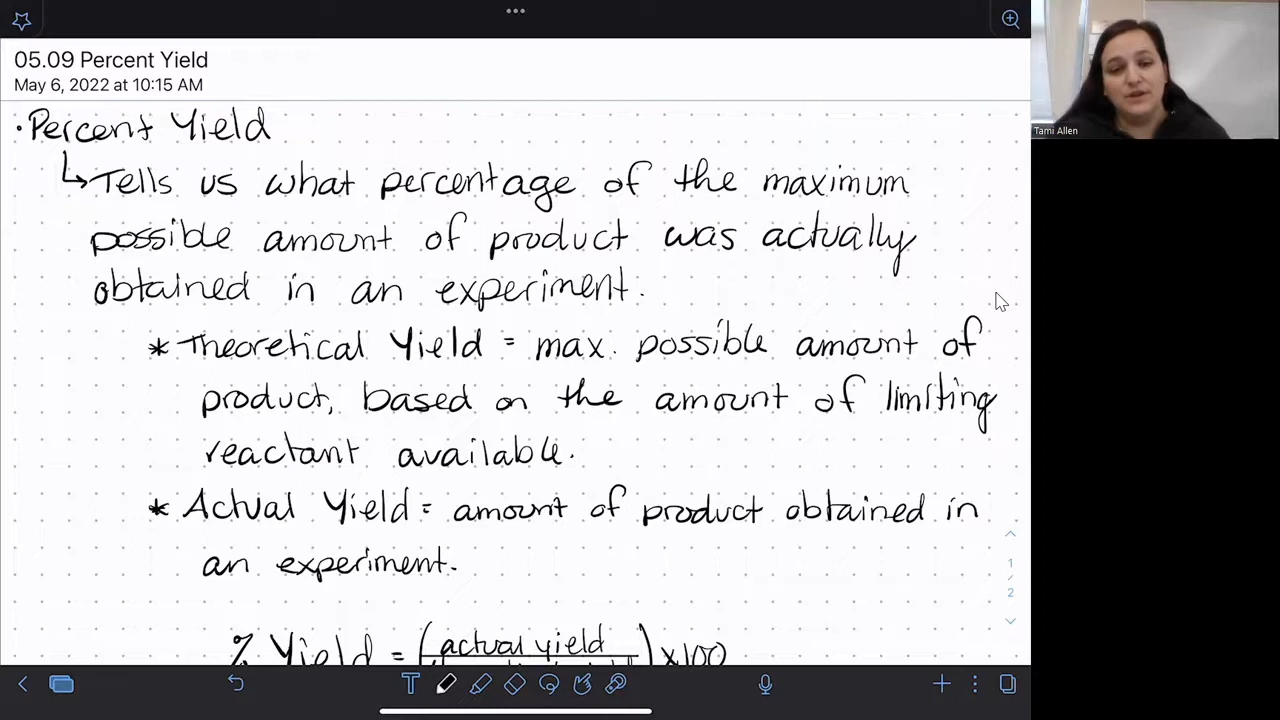 05.09 Percent Yield
May 6, 2022 at 10:15 AM
• Percent Yield
↳ Tells us what percentage of the maximum
possible amount of product was actually
obtained in an experiment.
* Theoretical Yield = max. possible amount of
product, based on the amount of limiting
reactant available.
* Actual Yield = amount of product obtained in
an experiment.
% Yield = (actual yield ) x100
Tami Allen
1
/
2
T